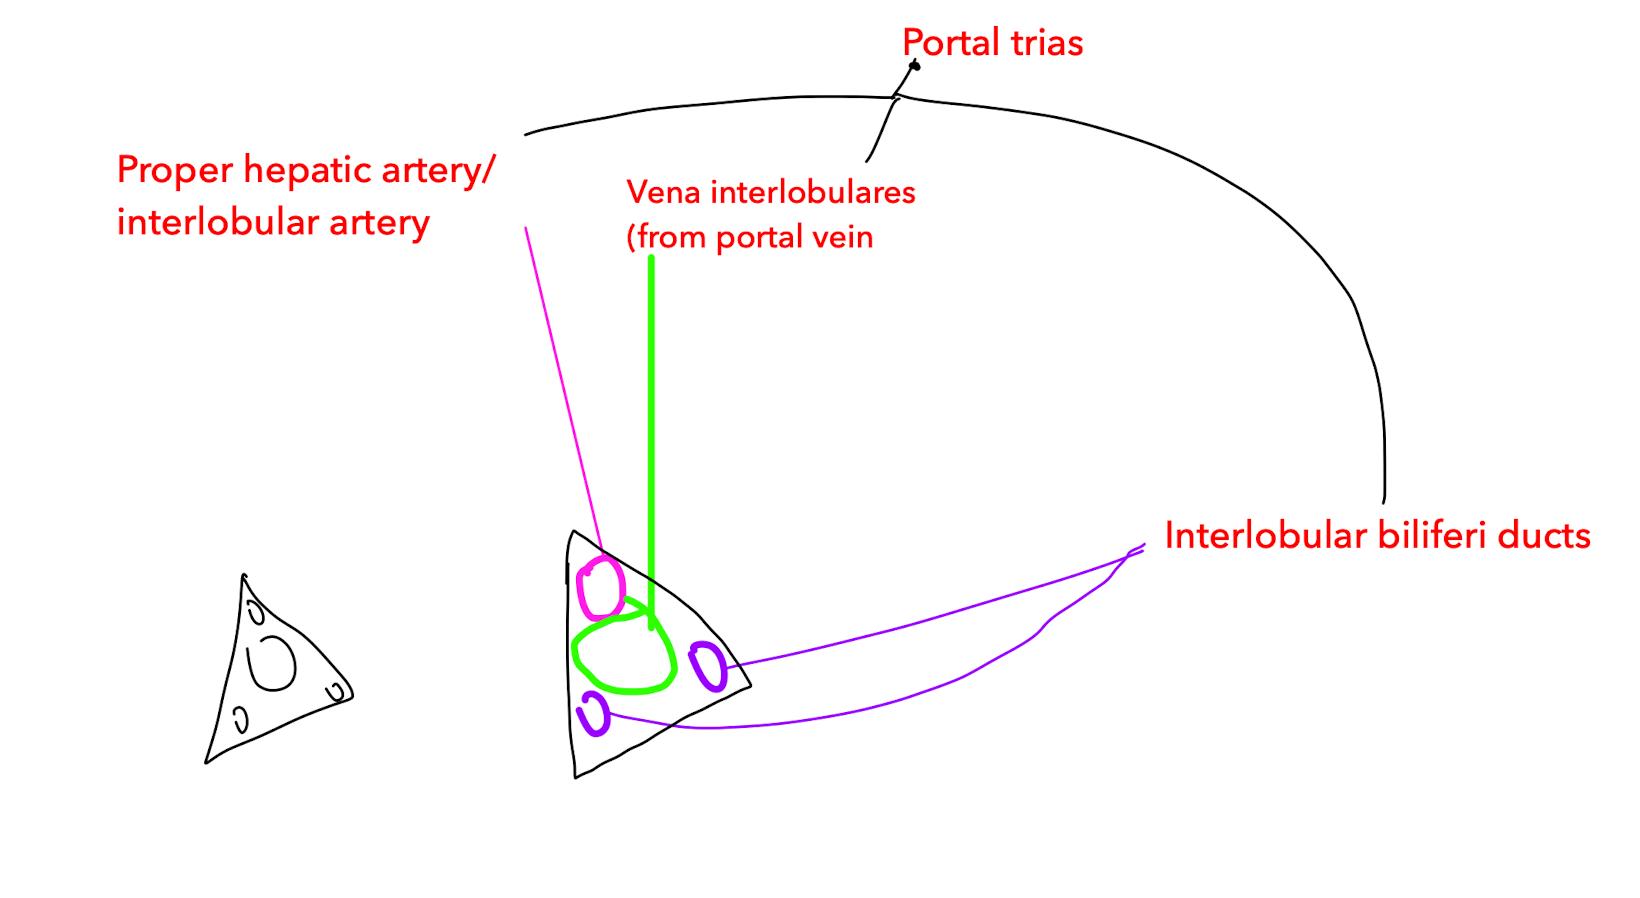 Portal trias
Proper hepatic artery/
interlobular artery
Vena interlobulares
(from portal vein
Interlobular biliferi ducts